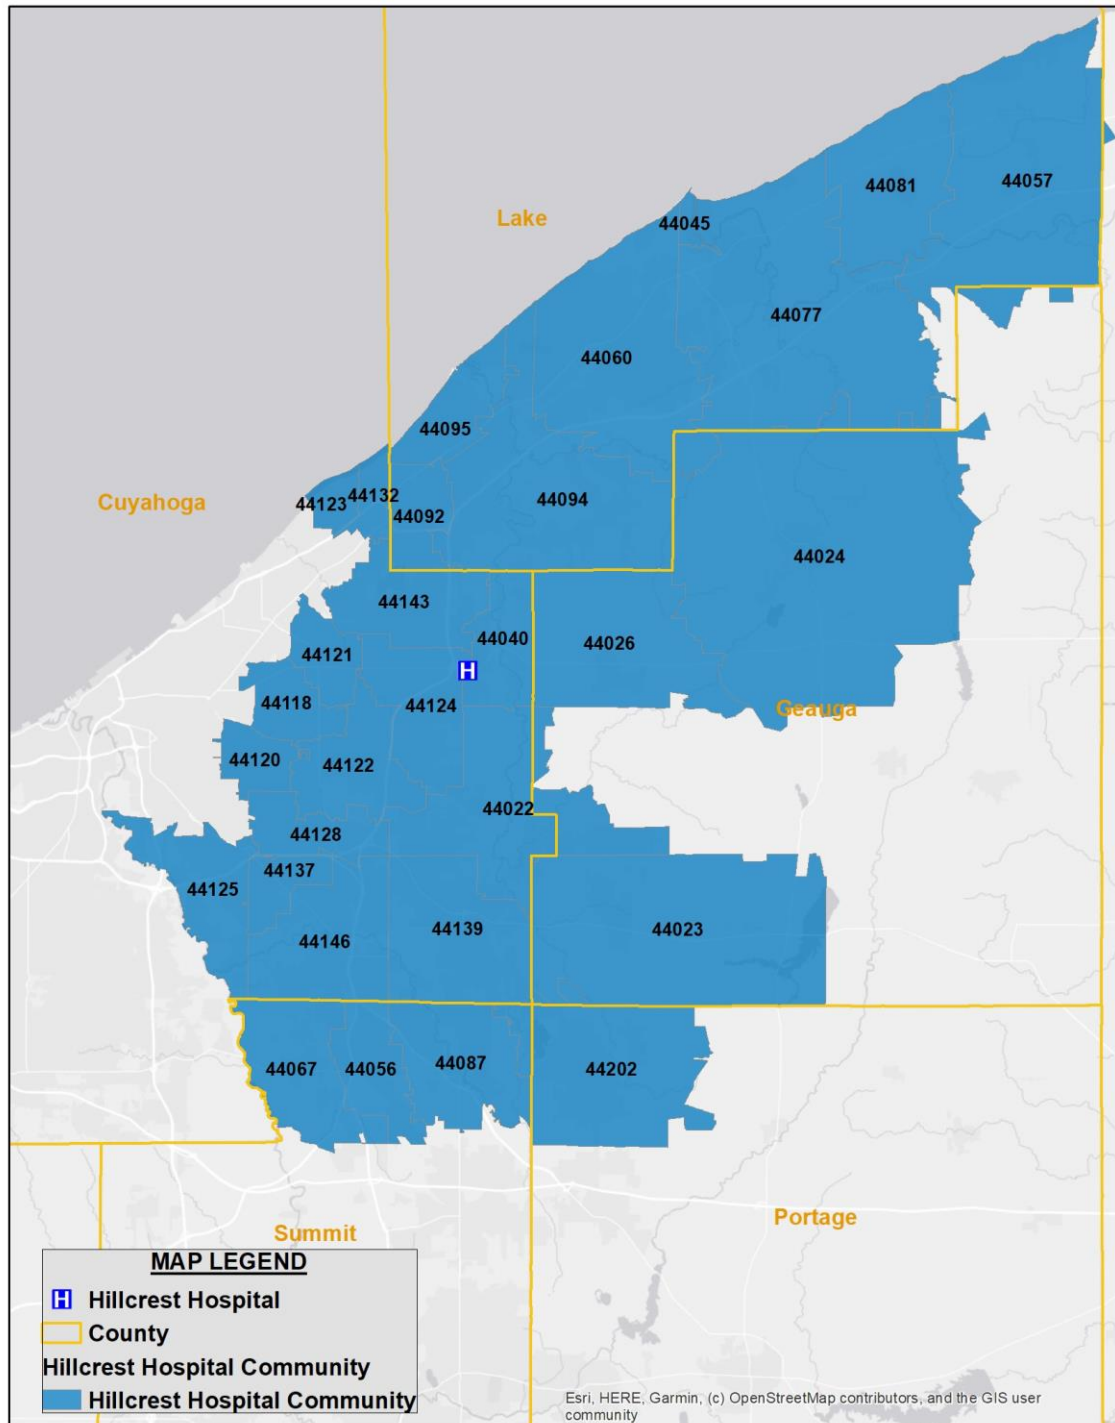 44081
44057
Lake
44045
44077
44060
44095
44132
Cuyahoga
44123
44092
44094
44024
44143
44040
44026
44121
H
44118
44124
Geauga
44120
44122
44022
44128
44137
44125
44139
44023
44146
44067
44056
44087
44202
Portage
Summit
MAP LEGEND
H Hillcrest Hospital
County
Hillcrest Hospital Community
Hillcrest Hospital Community
Esri, HERE, Garmin, (c) OpenStreetMap contributors, and the GIS user
community